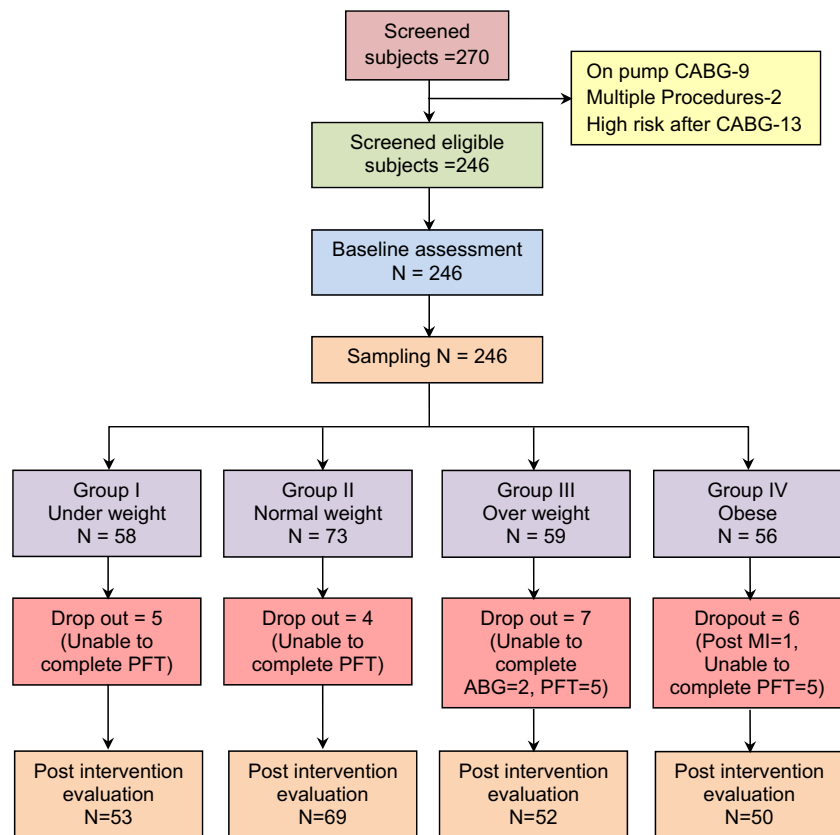 Screened
subjects =270
On pump CABG-9
Multiple Procedures-2
High risk after CABG-13
Screened eligible
subjects =246
Baseline assessment
N = 246
Sampling N = 246
Group I
Under weight
N = 58
Group II
Normal weight
N = 73
Group III
Over weight
N = 59
Group IV
Obese
N = 56
Drop out = 5
(Unable to
complete PFT)
Drop out = 4
(Unable to
complete PFT)
Drop out = 7
(Unable to
complete
ABG=2, PFT=5)
Dropout = 6
(Post MI=1,
Unable to
complete PFT=5)
Post intervention
evaluation
N=53
Post intervention
evaluation
N=69
Post intervention
evaluation
N=52
Post intervention
evaluation
N=50